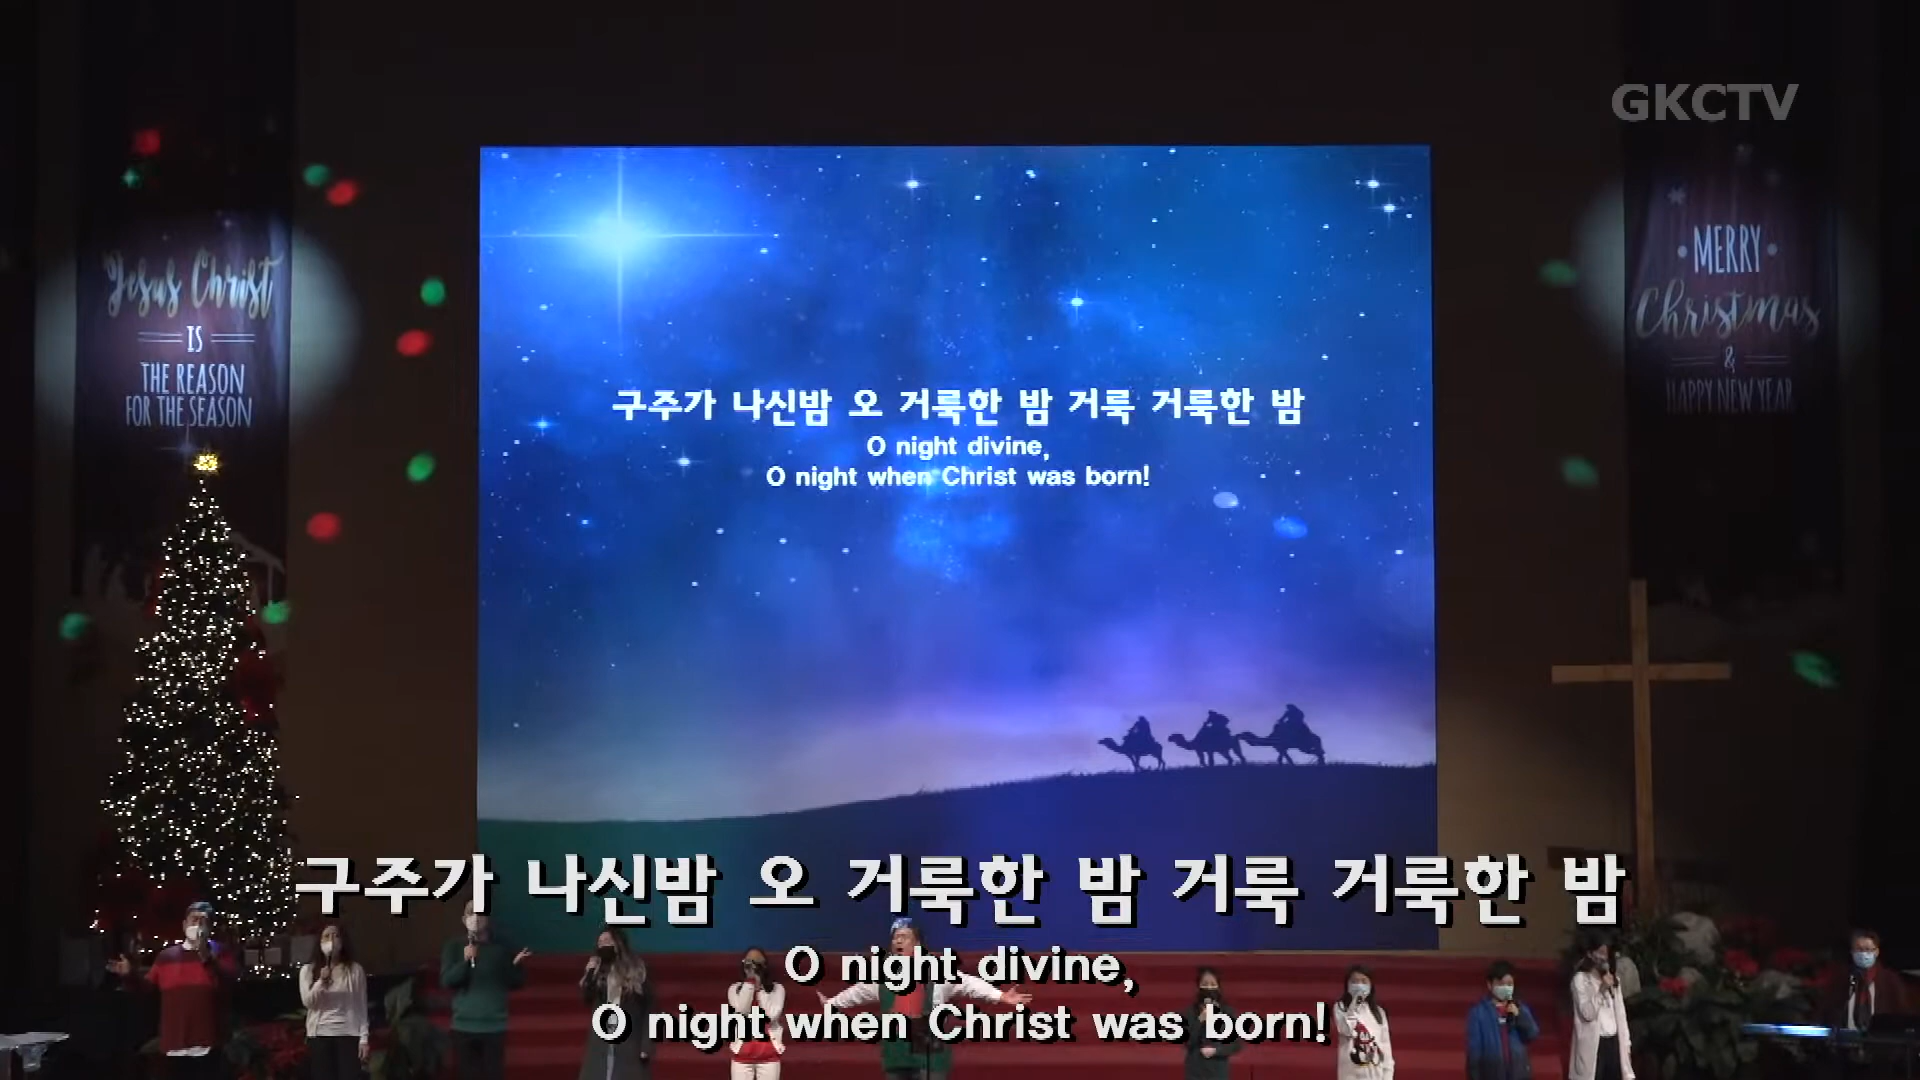 GKCTV
Jesus Christ
IS
THE REASON
FOR THE SEASON
MERRY
Christmas
&
HAPPY NEW YEAR
구주가 나신밤 오 거룩한 밤 거룩 거룩한 밤
O night divine,
O night when Christ was born!
구주가 나신밤 오 거룩한 밤 거룩 거룩한 밤
O night divine,
O night when Christ was born!